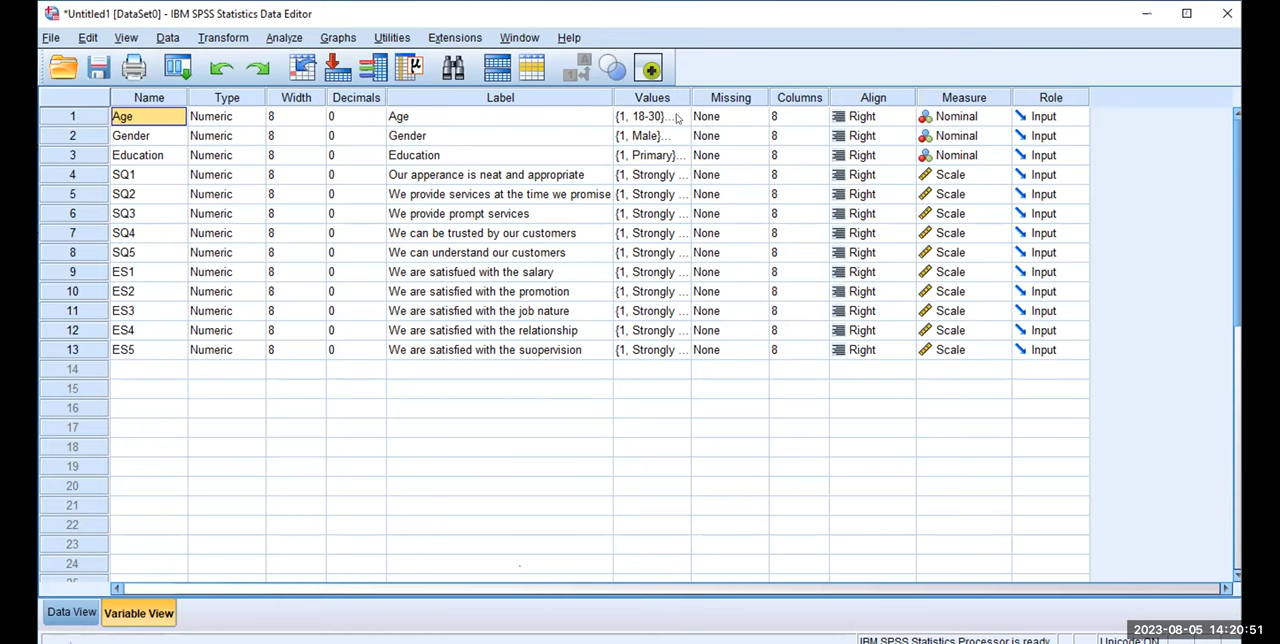 *Untitled1 [DataSet0] - IBM SPSS Statistics Data Editor
File Edit View Data Transform Analyze Graphs Utilities Extensions Window Help
Name Type Width Decimals Label Values Missing Columns Align Measure Role
1 Age Numeric 8 0 Age {1, 18-30}... None 8 Right Nominal Input
2 Gender Numeric 8 0 Gender {1, Male}... None 8 Right Nominal Input
3 Education Numeric 8 0 Education {1, Primary}... None 8 Right Nominal Input
4 SQ1 Numeric 8 0 Our apperance is neat and appropriate {1, Strongly ... None 8 Right Scale Input
5 SQ2 Numeric 8 0 We provide services at the time we promise {1, Strongly ... None 8 Right Scale Input
6 SQ3 Numeric 8 0 We provide prompt services {1, Strongly ... None 8 Right Scale Input
7 SQ4 Numeric 8 0 We can be trusted by our customers {1, Strongly ... None 8 Right Scale Input
8 SQ5 Numeric 8 0 We can understand our customers {1, Strongly ... None 8 Right Scale Input
9 ES1 Numeric 8 0 We are satisfued with the salary {1, Strongly ... None 8 Right Scale Input
10 ES2 Numeric 8 0 We are satisfied with the promotion {1, Strongly ... None 8 Right Scale Input
11 ES3 Numeric 8 0 We are satisfied with the job nature {1, Strongly ... None 8 Right Scale Input
12 ES4 Numeric 8 0 We are satisfied with the relationship {1, Strongly ... None 8 Right Scale Input
13 ES5 Numeric 8 0 We are satisfied with the suopervision {1, Strongly ... None 8 Right Scale Input
14
15
16
17
18
19
20
21
22
23
24
Data View Variable View
IBM SPSS Statistics Processor is ready Unicode:ON
2023-08-05 14:20:51